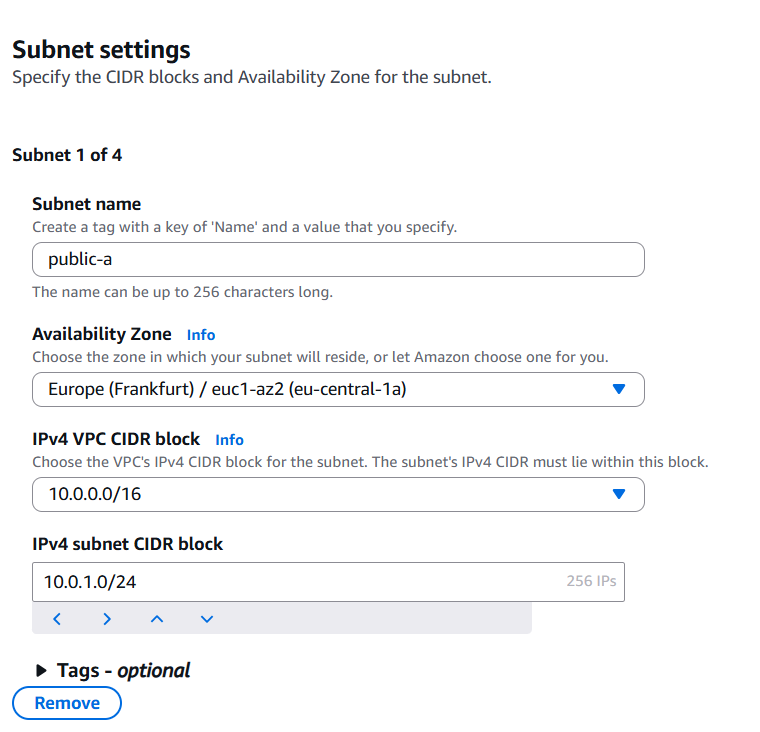 Subnet settings
Specify the CIDR blocks and Availability Zone for the subnet.
Subnet 1 of 4
Subnet name
Create a tag with a key of 'Name' and a value that you specify.
public-a
The name can be up to 256 characters long.
Availability Zone Info
Choose the zone in which your subnet will reside, or let Amazon choose one for you.
Europe (Frankfurt) / euc1-az2 (eu-central-1a)
IPv4 VPC CIDR block Info
Choose the VPC's IPv4 CIDR block for the subnet. The subnet's IPv4 CIDR must lie within this block.
10.0.0.0/16
IPv4 subnet CIDR block
10.0.1.0/24 256 IPs
Tags - optional
Remove